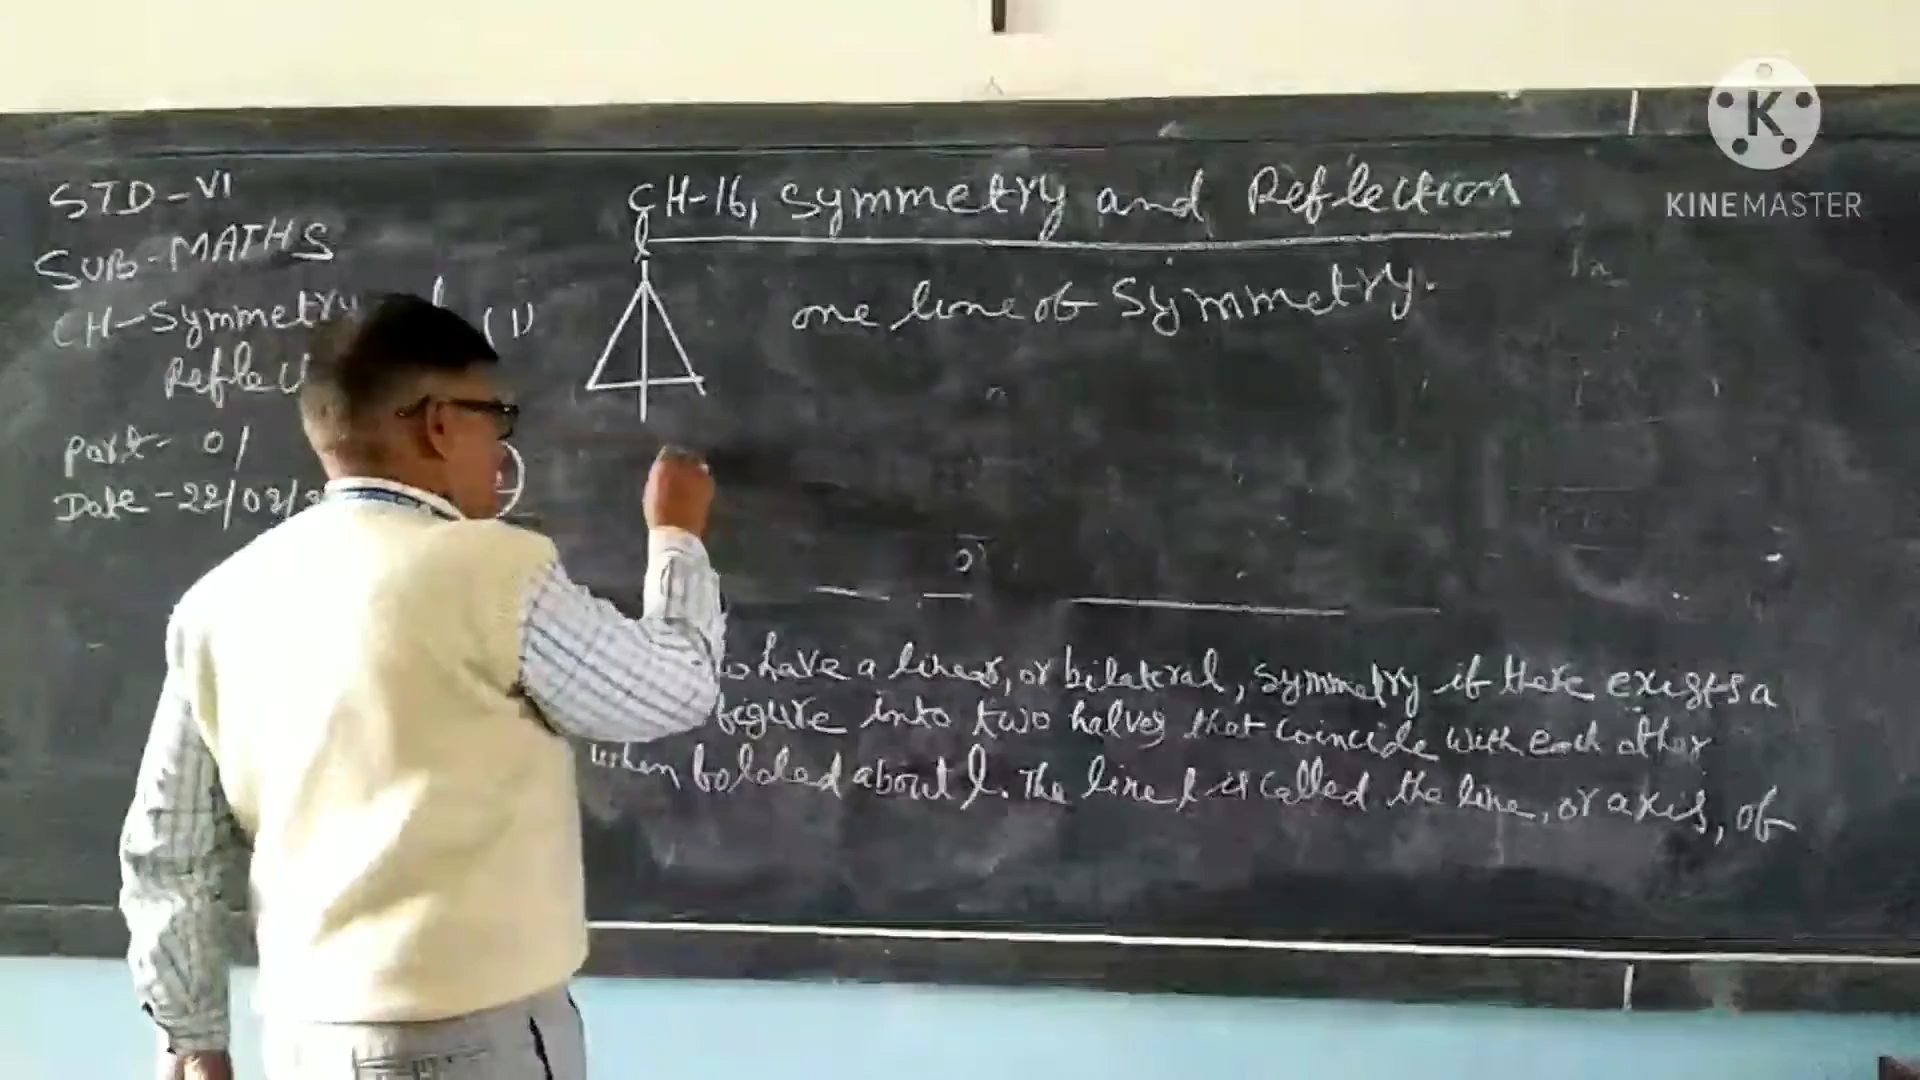 STD-VI
SUB-MATHS
CH-Symmetry
Reflec
Part- 01
Date -22/02/
CH-16, Symmetry and Reflection
l
(1)
one line of Symmetry.
have a linear, or bilateral, symmetry if there exists a
figure into two halves that coincide with each other
when folded about l. The line l is called the line, or axis, of
K
KINEMASTER